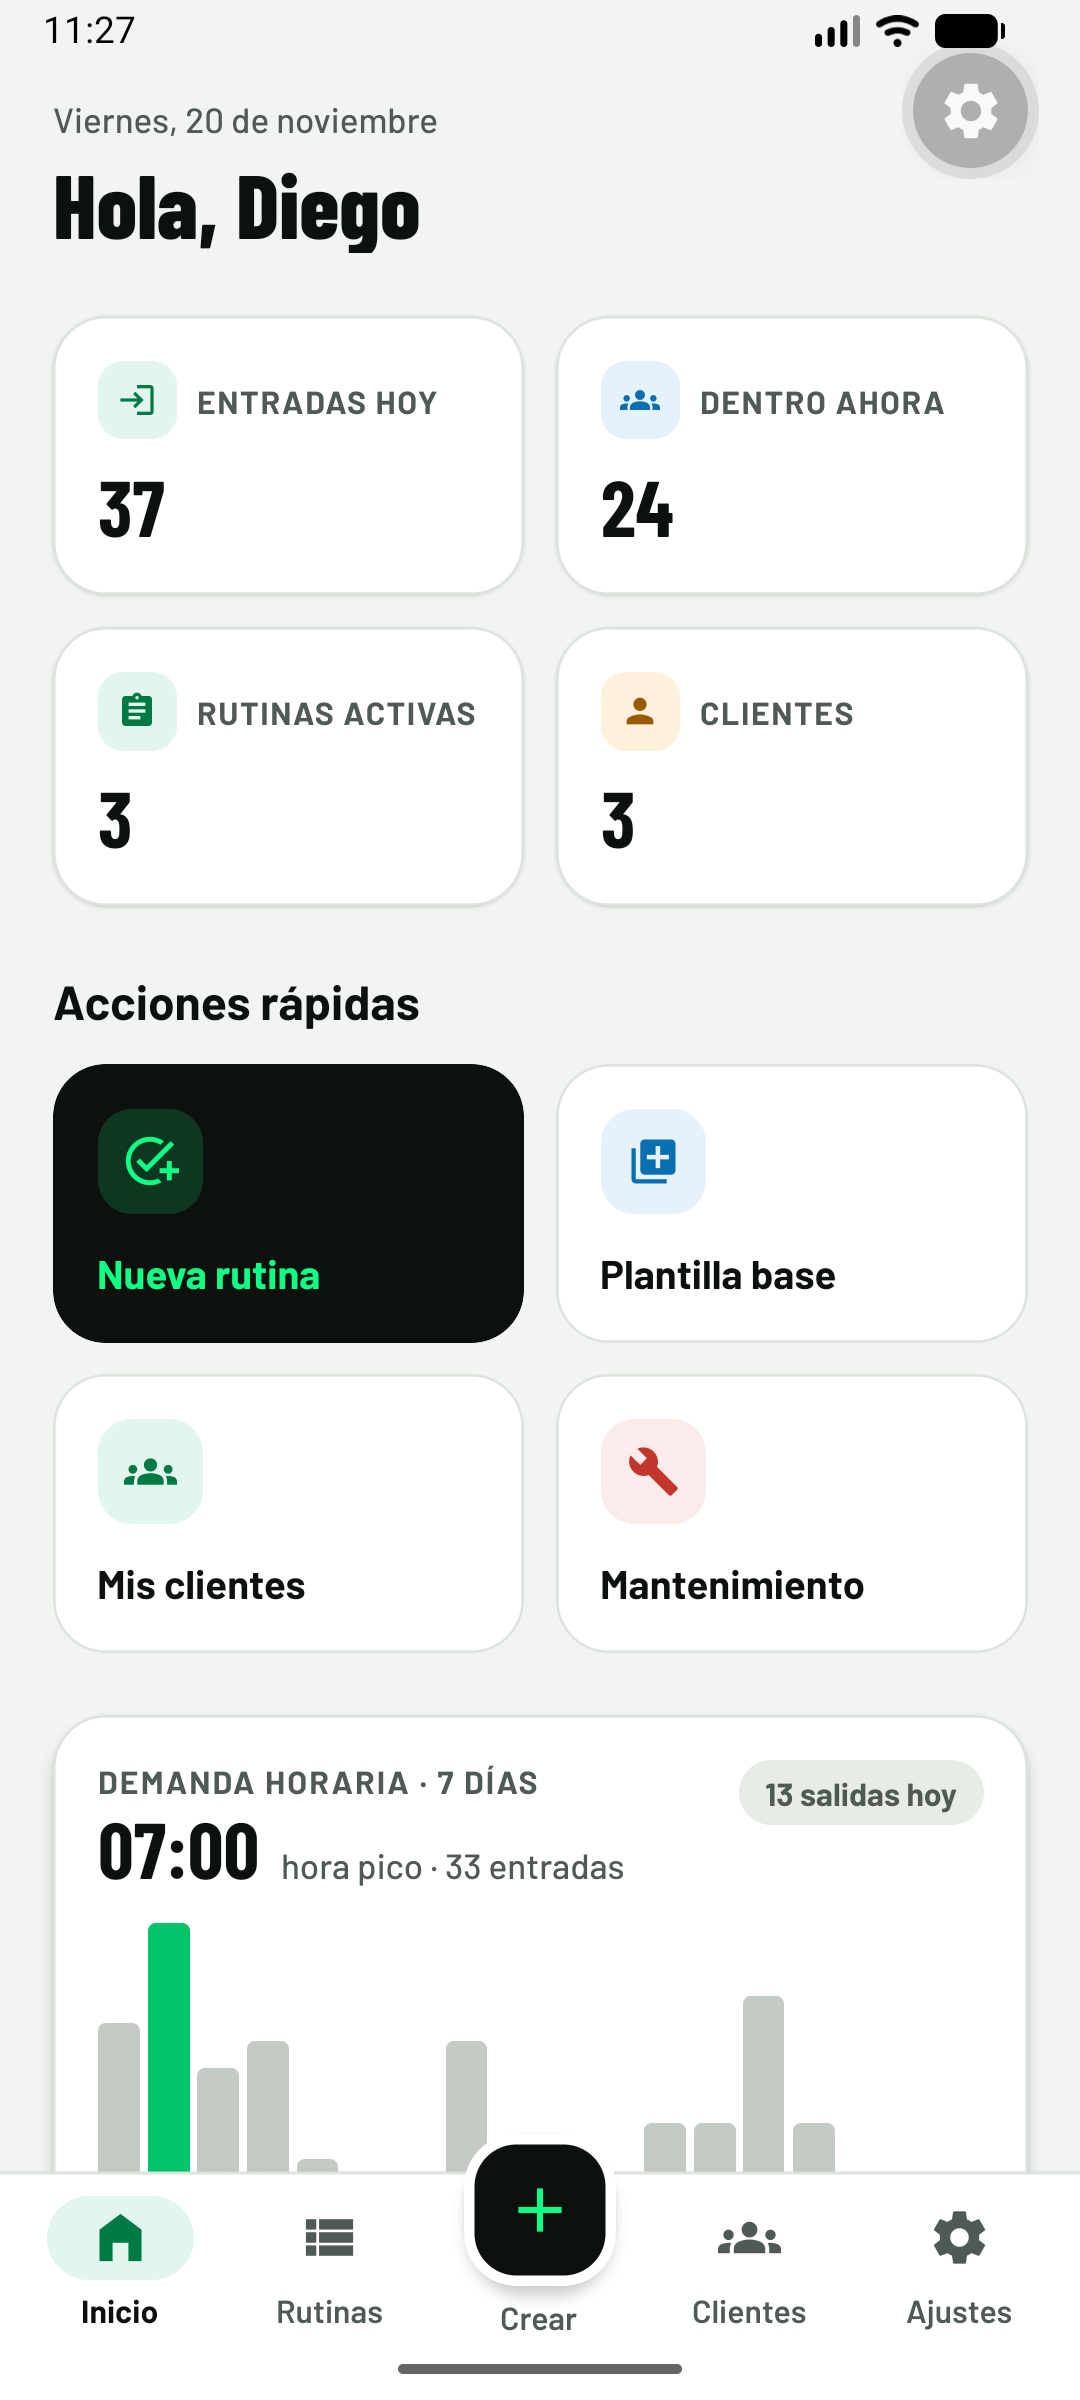 11:27
Viernes, 20 de noviembre
Hola, Diego
ENTRADAS HOY
37
DENTRO AHORA
24
RUTINAS ACTIVAS
3
CLIENTES
3
Acciones rápidas
Nueva rutina
Plantilla base
Mis clientes
Mantenimiento
DEMANDA HORARIA · 7 DÍAS
13 salidas hoy
07:00 hora pico · 33 entradas
Inicio
Rutinas
Crear
Clientes
Ajustes